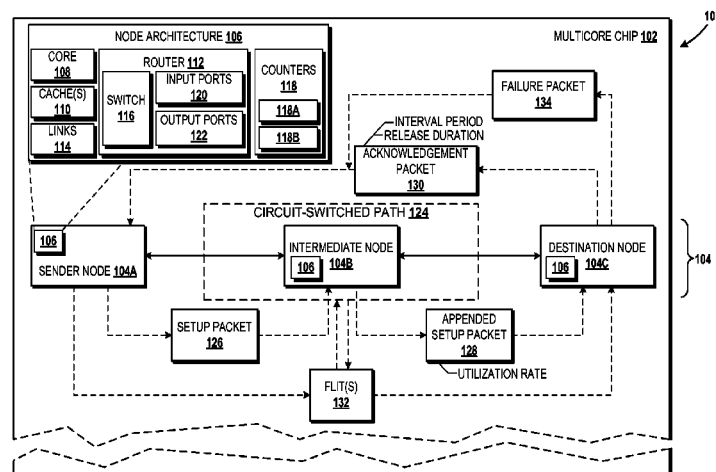 10
NODE ARCHITECTURE 106
MULTICORE CHIP 102
CORE
108
CACHE(S)
110
LINKS
114
ROUTER 112
SWITCH
116
INPUT PORTS
120
OUTPUT PORTS
122
COUNTERS
118
118A
118B
FAILURE PACKET
134
INTERVAL PERIOD
RELEASE DURATION
ACKNOWLEDGEMENT
PACKET
130
CIRCUIT-SWITCHED PATH 124
106
SENDER NODE 104A
INTERMEDIATE NODE
106
104B
DESTINATION NODE
106
104C
104
SETUP PACKET
126
APPENDED
SETUP PACKET
128
UTILIZATION RATE
FLIT(S)
132